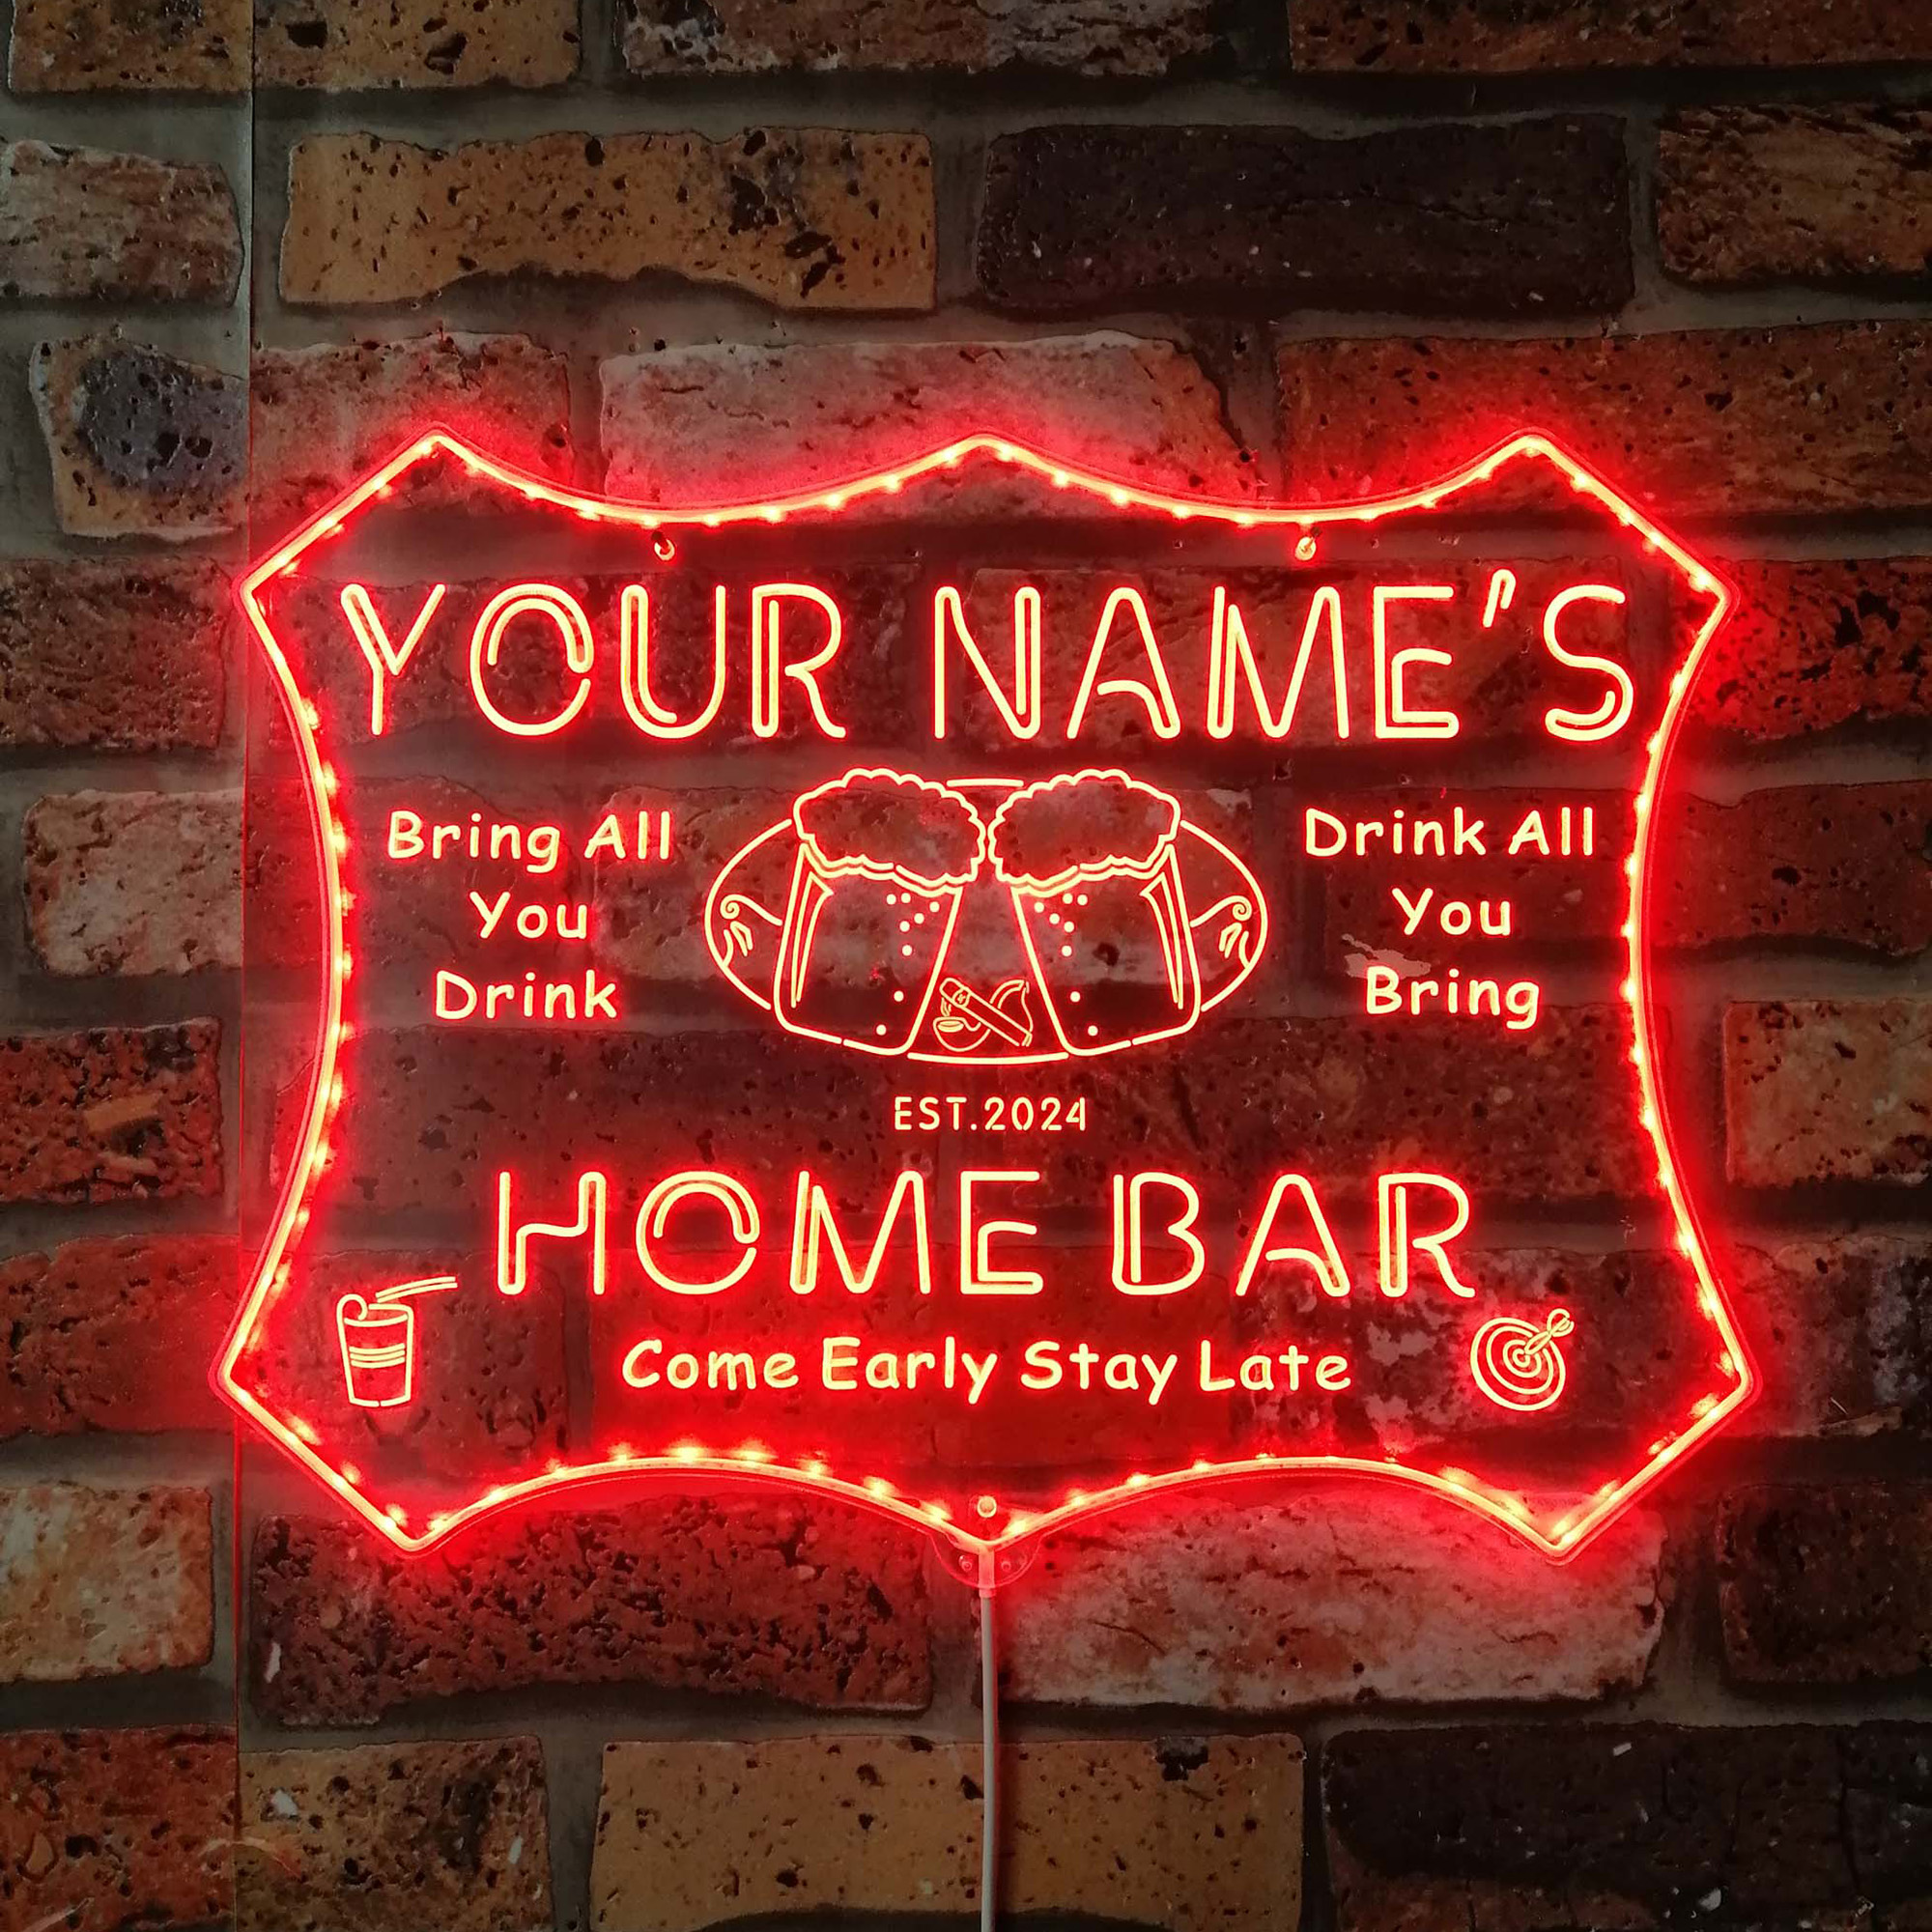 YOUR NAME'S
Bring All
You
Drink
Drink All
You
Bring
EST.2024
HOME BAR
Come Early Stay Late